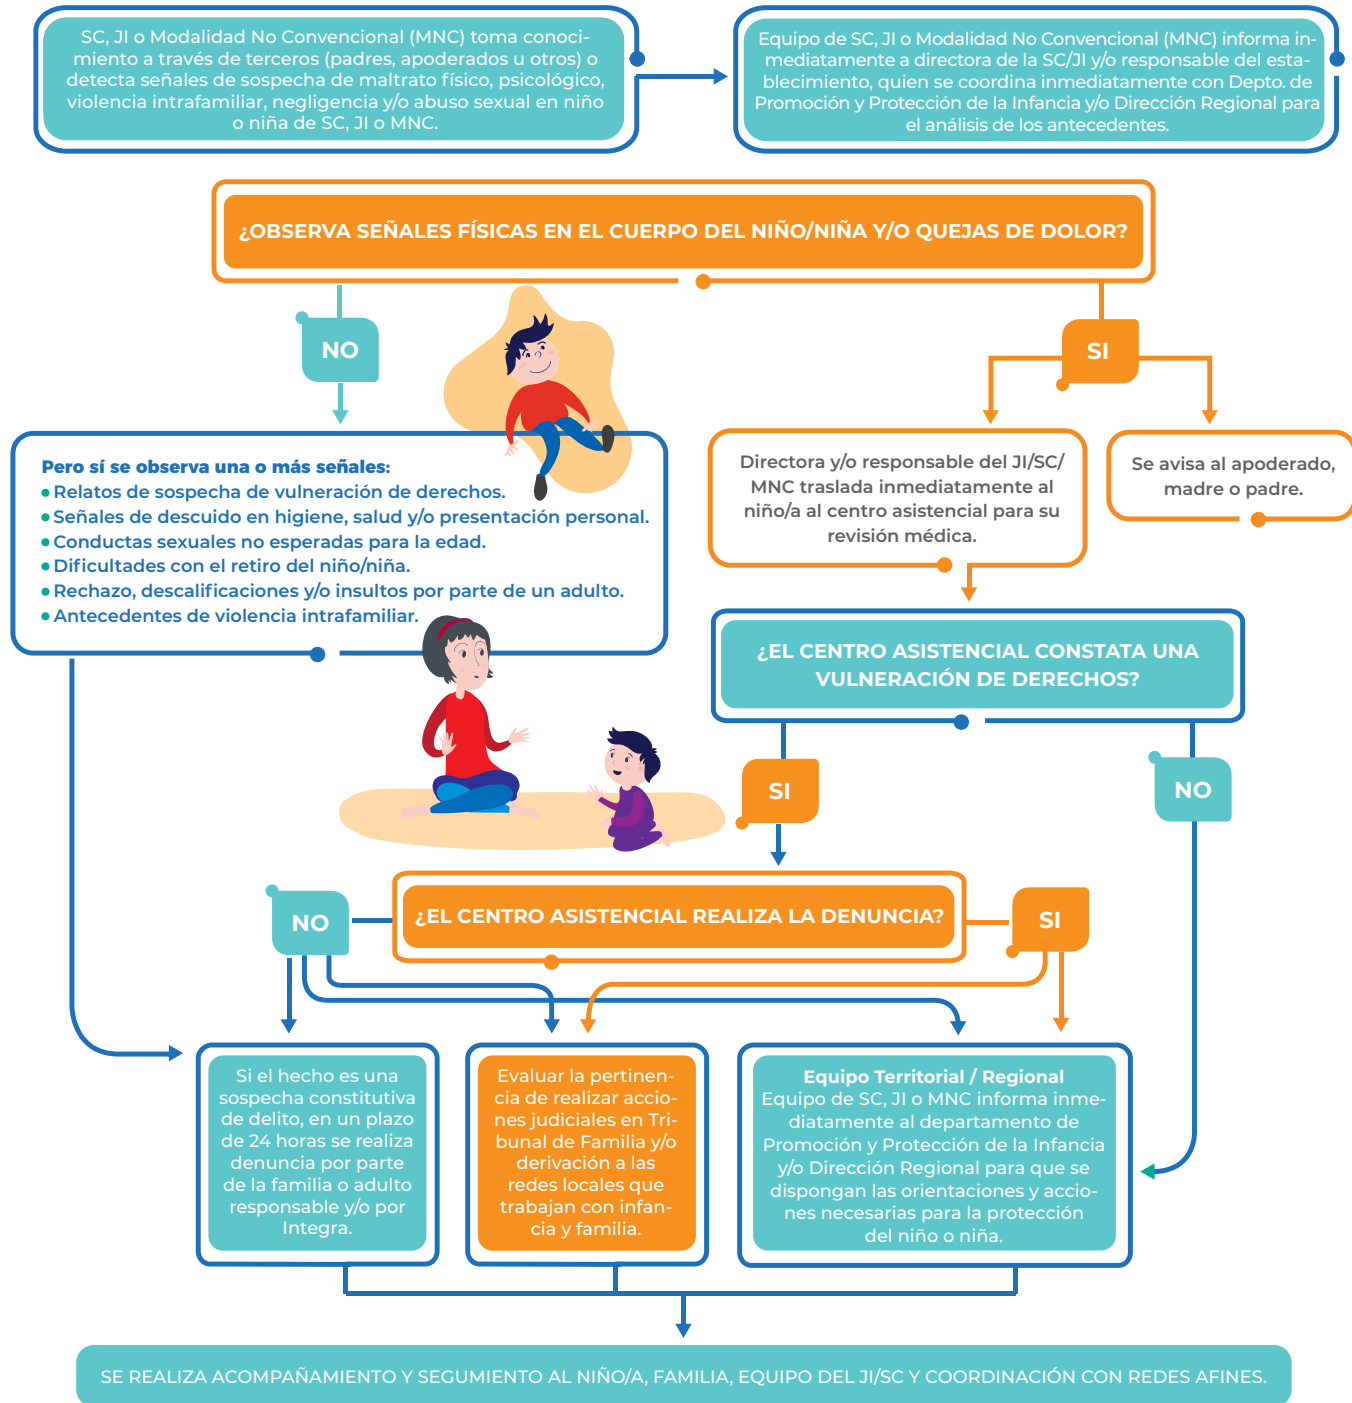 SC, JI o Modalidad No Convencional (MNC) toma conoci-
miento a través de terceros (padres, apoderados u otros) o
detecta señales de sospecha de maltrato físico, psicológico,
violencia intrafamiliar, negligencia y/o abuso sexual en niño
o niña de SC, JI o MNC.
Equipo de SC, JI o Modalidad No Convencional (MNC) informa in-
mediatamente a directora de la SC/JI y/o responsable del esta-
blecimiento, quien se coordina inmediatamente con Depto. de
Promoción y Protección de la Infancia y/o Dirección Regional para
el análisis de los antecedentes.
¿OBSERVA SEÑALES FÍSICAS EN EL CUERPO DEL NIÑO/NIÑA Y/O QUEJAS DE DOLOR?
NO
SI
Pero sí se observa una o más señales:
• Relatos de sospecha de vulneración de derechos.
• Señales de descuido en higiene, salud y/o presentación personal.
• Conductas sexuales no esperadas para la edad.
• Dificultades con el retiro del niño/niña.
• Rechazo, descalificaciones y/o insultos por parte de un adulto.
• Antecedentes de violencia intrafamiliar.
Directora y/o responsable del JI/SC/
MNC traslada inmediatamente al
niño/a al centro asistencial para su
revisión médica.
Se avisa al apoderado,
madre o padre.
¿EL CENTRO ASISTENCIAL CONSTATA UNA
VULNERACIÓN DE DERECHOS?
SI
NO
¿EL CENTRO ASISTENCIAL REALIZA LA DENUNCIA?
NO
SI
Si el hecho es una
sospecha constitutiva
de delito, en un plazo
de 24 horas se realiza
denuncia por parte
de la familia o adulto
responsable y/o por
Integra.
Evaluar la pertinen-
cia de realizar accio-
nes judiciales en Tri-
bunal de Familia y/o
derivación a las
redes locales que
trabajan con infan-
cia y familia.
Equipo Territorial / Regional
Equipo de SC, JI o MNC informa inme-
diatamente al departamento de
Promoción y Protección de la Infancia
y/o Dirección Regional para que se
dispongan las orientaciones y accio-
nes necesarias para la protección
del niño o niña.
SE REALIZA ACOMPAÑAMIENTO Y SEGUMIENTO AL NIÑO/A, FAMILIA, EQUIPO DEL JI/SC Y COORDINACIÓN CON REDES AFINES.